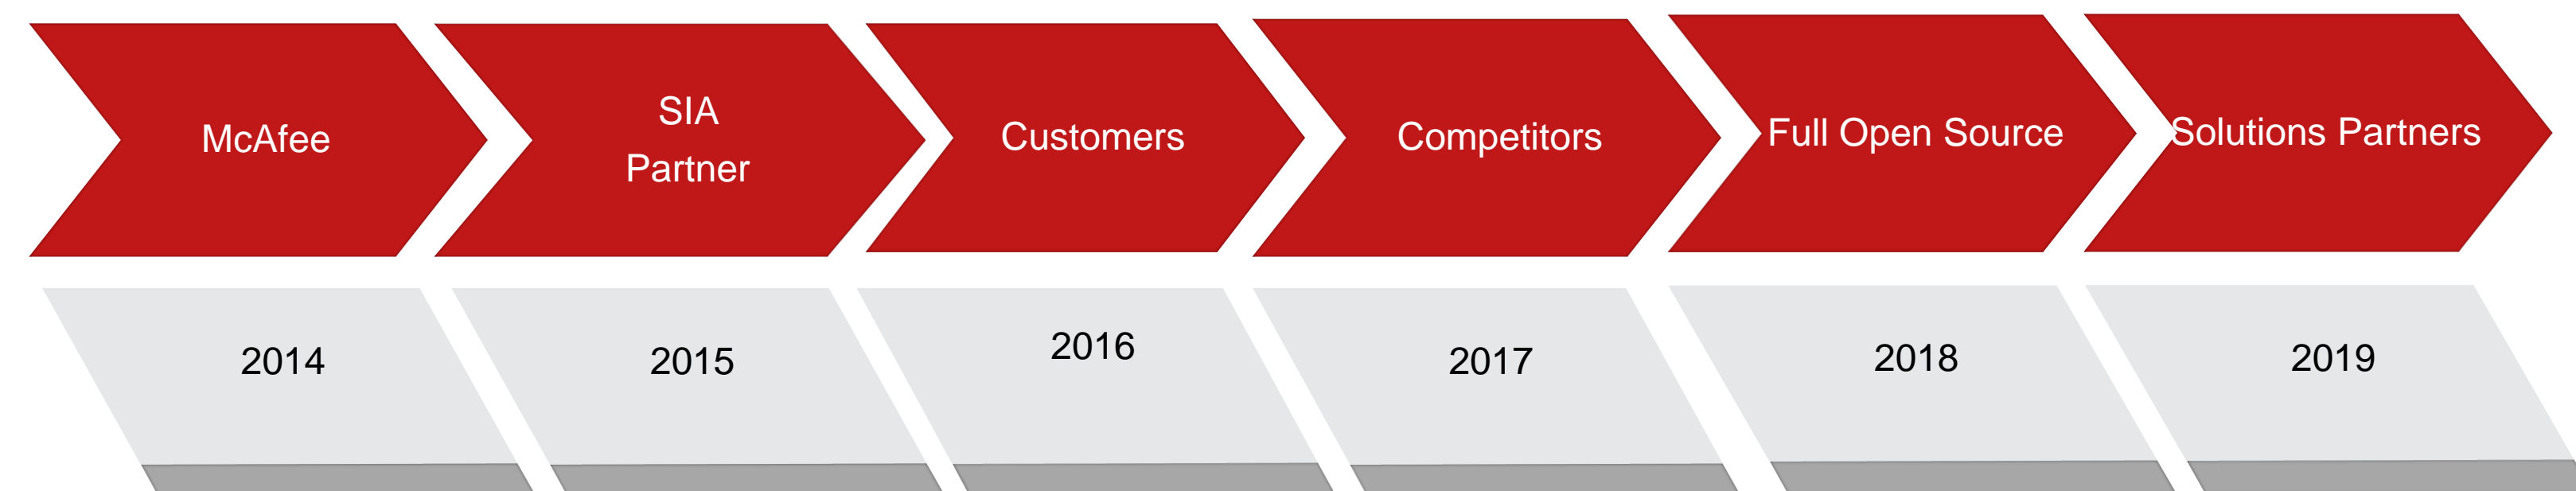 McAfee
SIA
Partner
Customers
Competitors
Full Open Source
Solutions Partners
2014
2015
2016
2017
2018
2019